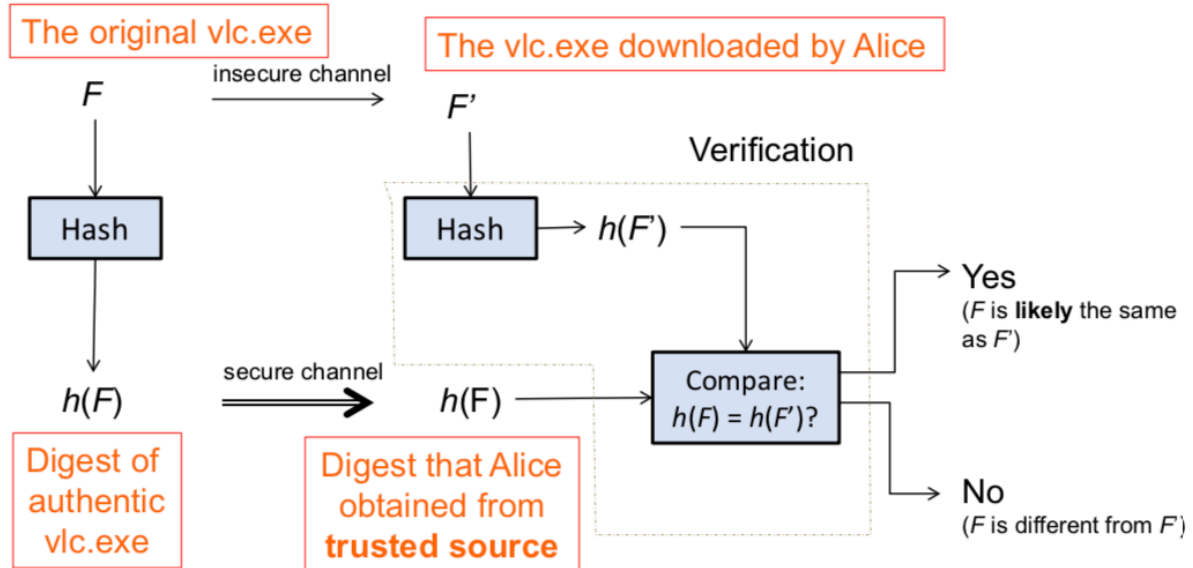 The original vlc.exe
The vlc.exe downloaded by Alice
insecure channel
F
F'
Verification
Hash
Hash
h(F')
Yes
(F is likely the same
as F')
secure channel
h(F)
h(F)
Compare:
h(F) = h(F')?
Digest of
authentic
vlc.exe
Digest that Alice
obtained from
trusted source
No
(F is different from F')